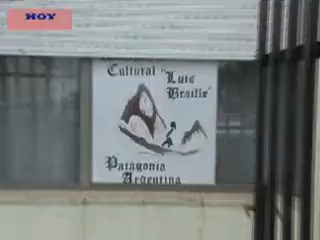 HOY
Cultural "Luis
Braille"
Patagonia
Argentina